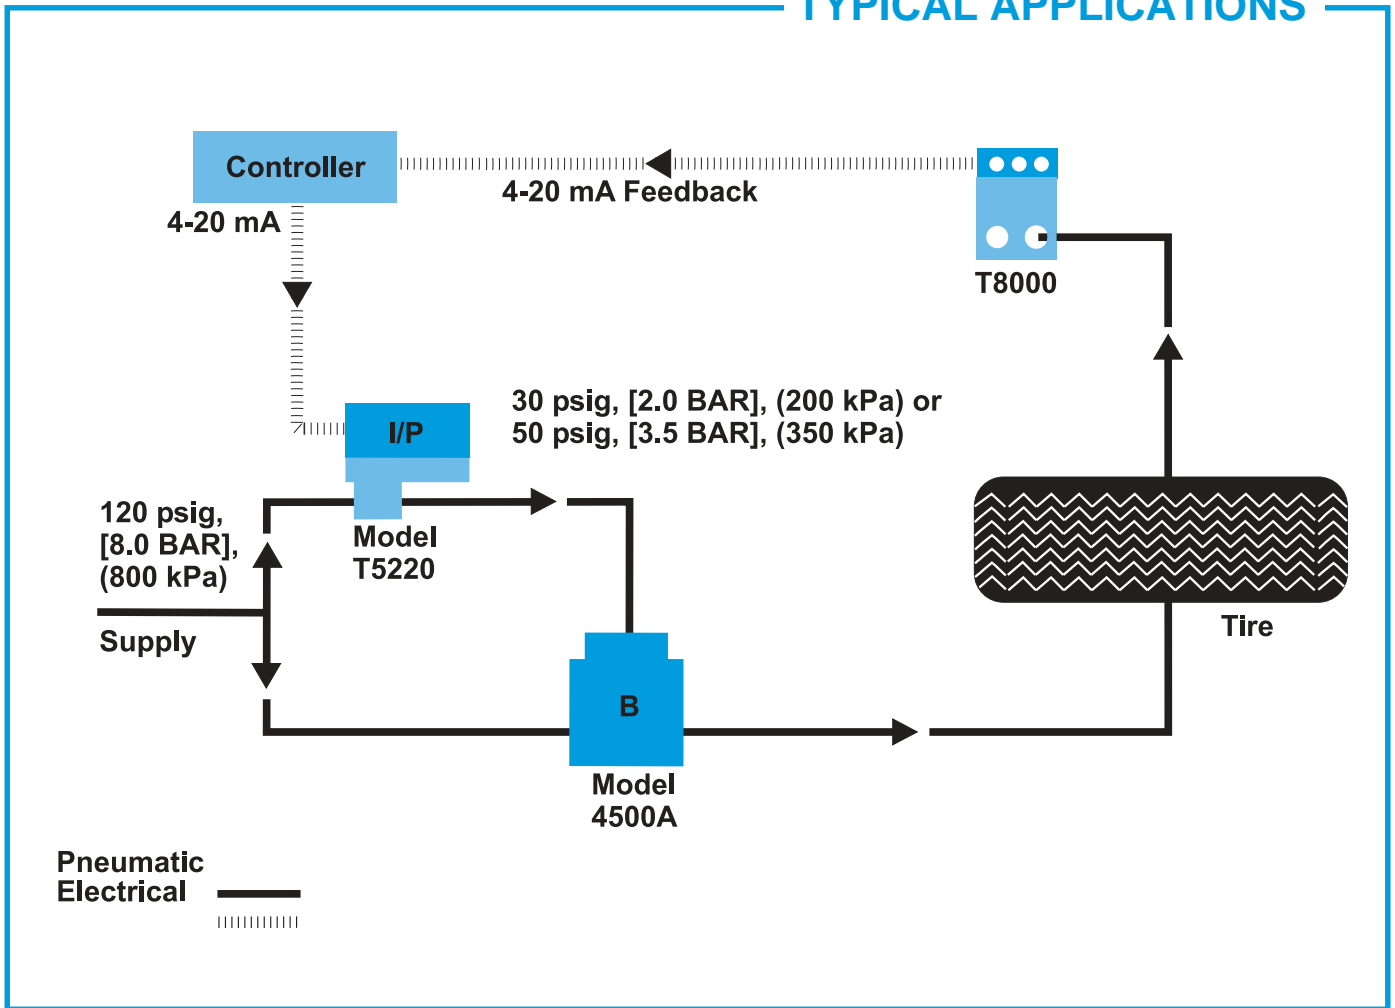 TYPICAL APPLICATIONS
Controller
4-20 mA Feedback
4-20 mA
T8000
30 psig, [2.0 BAR], (200 kPa) or
50 psig, [3.5 BAR], (350 kPa)
I/P
120 psig,
[8.0 BAR],
(800 kPa)
Model
T5220
Supply
Tire
B
Model
4500A
Pneumatic
Electrical